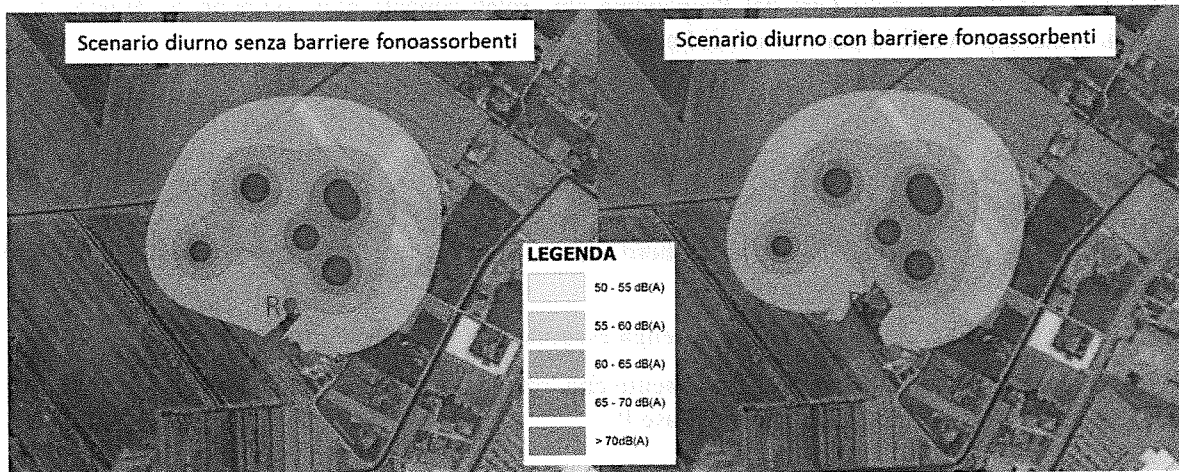 Scenario diurno senza barriere fonoassorbenti
Scenario diurno con barriere fonoassorbenti
LEGENDA
50 - 55 dB(A)
55 - 60 dB(A)
60 - 65 dB(A)
65 - 70 dB(A)
> 70dB(A)